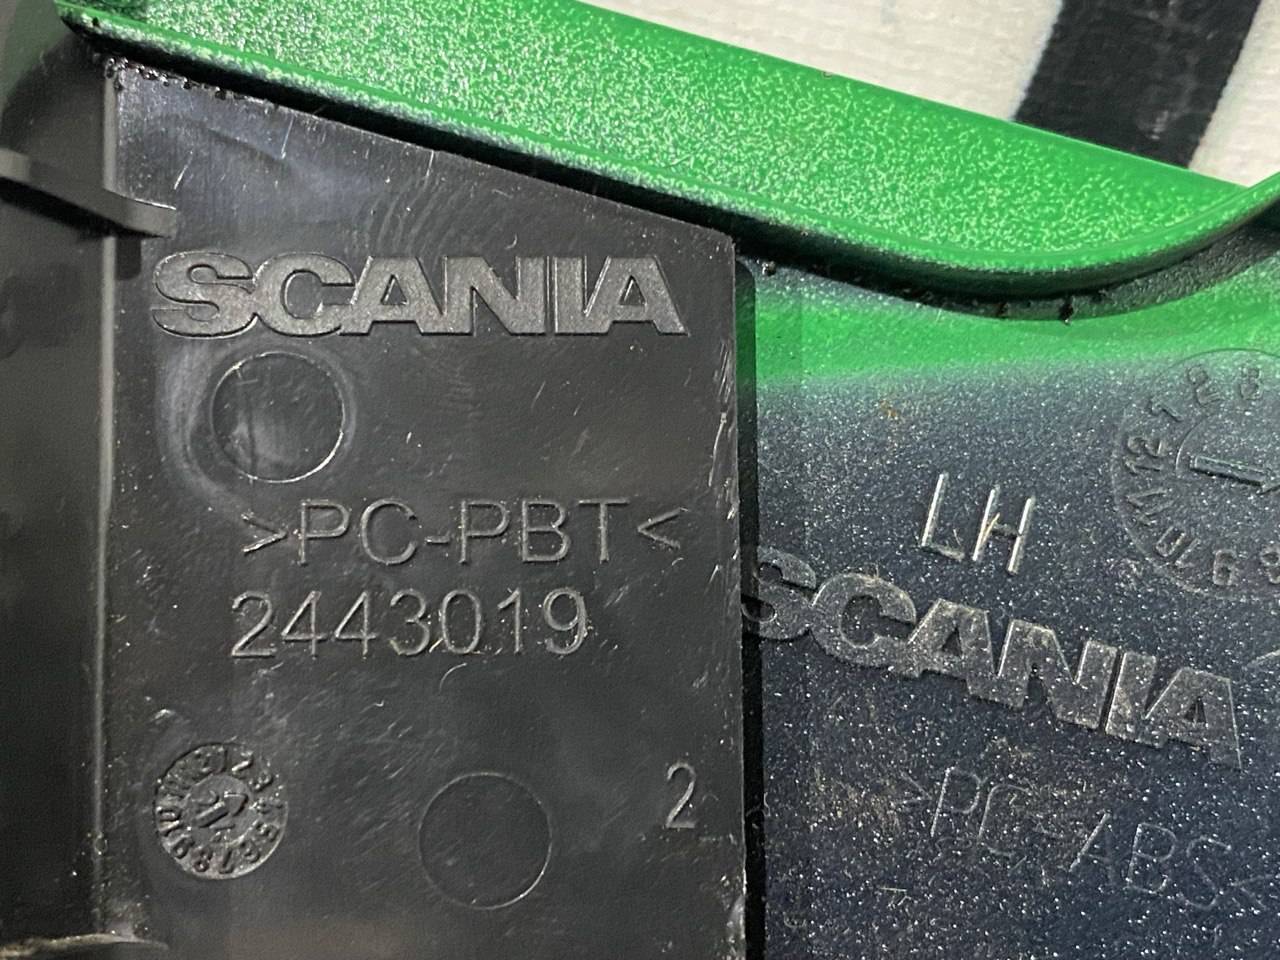 SCANIA
>PC-PBT<
2443019
2
LH
SCANIA
>PC-ABS<